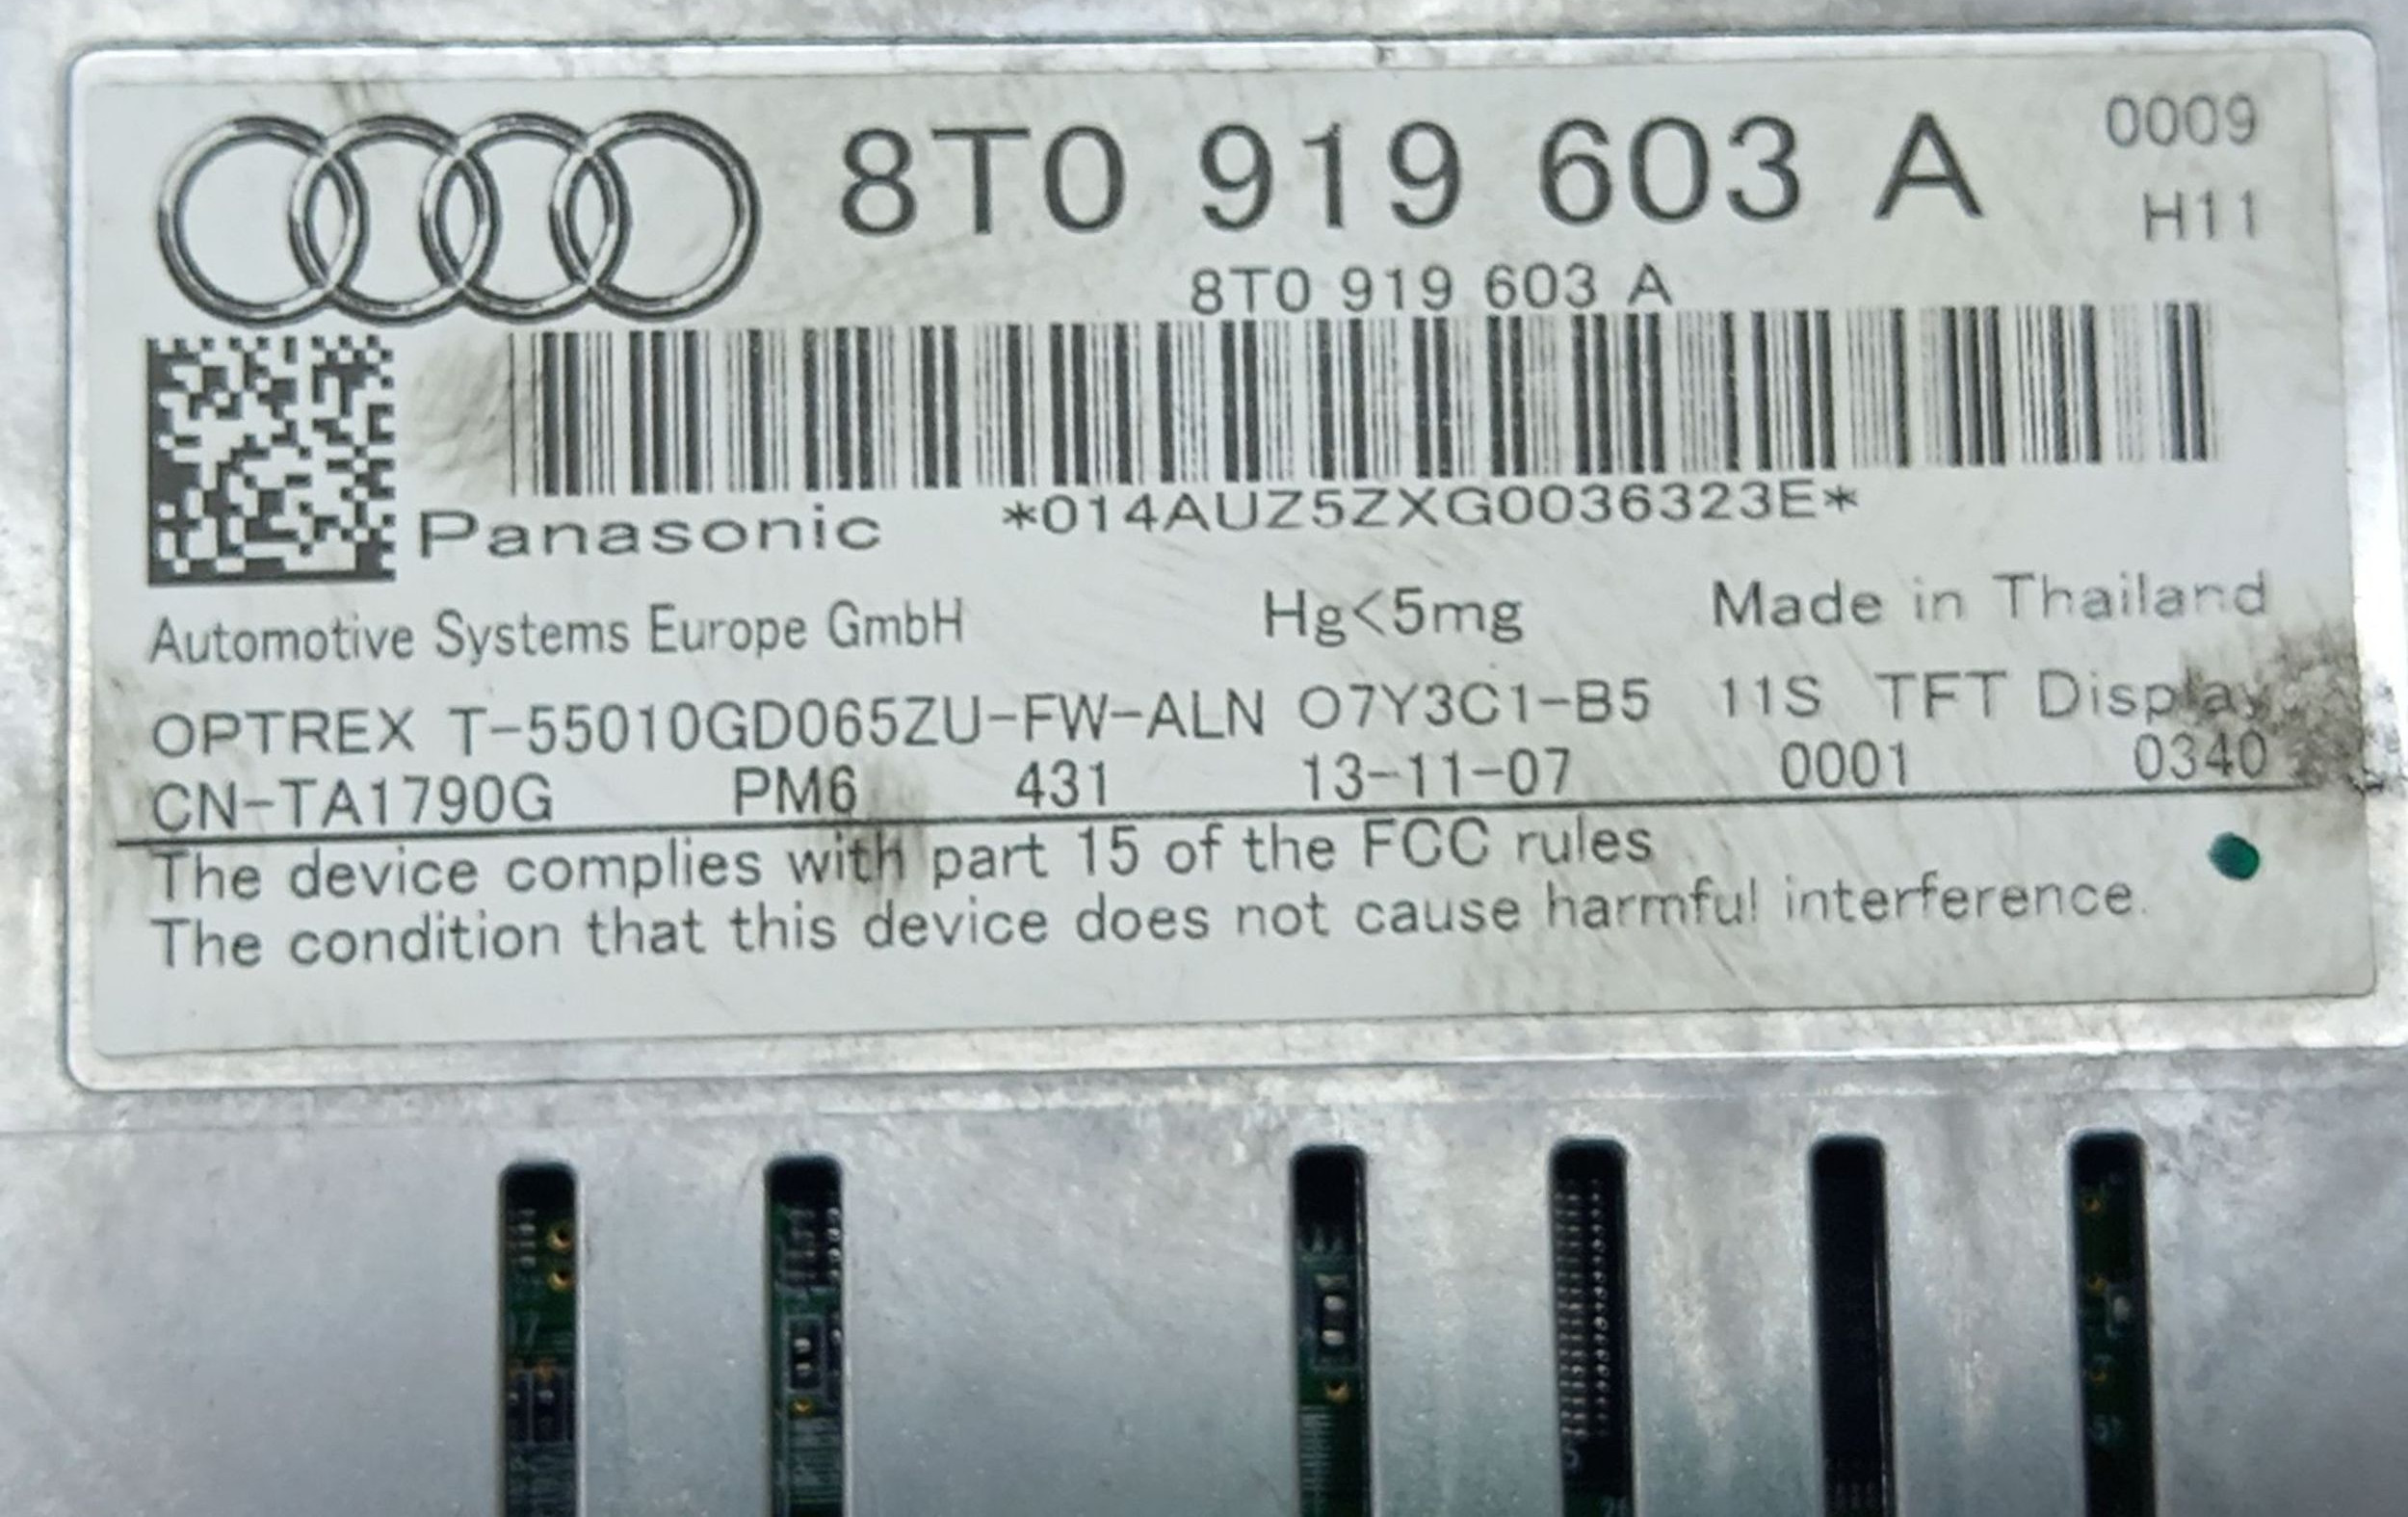 8T0 919 603 A 0009
H11
8T0 919 603 A
Panasonic *014AUZ5ZXG0036323E*
Automotive Systems Europe GmbH Hg<5mg Made in Thailand
OPTREX T-55010GD065ZU-FW-ALN 07Y3C1-B5 11S TFT Display
CN-TA1790G PM6 431 13-11-07 0001 0340
The device complies with part 15 of the FCC rules
The condition that this device does not cause harmful interference.